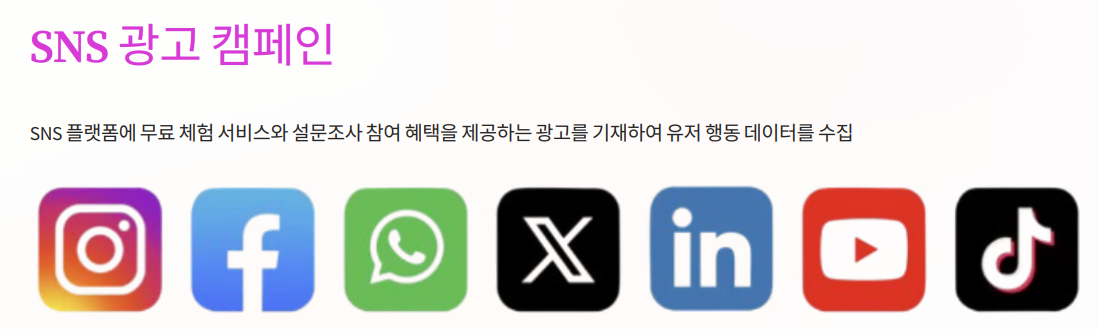 SNS 광고 캠페인
SNS 플랫폼에 무료 체험 서비스와 설문조사 참여 혜택을 제공하는 광고를 기재하여 유저 행동 데이터를 수집
f X in